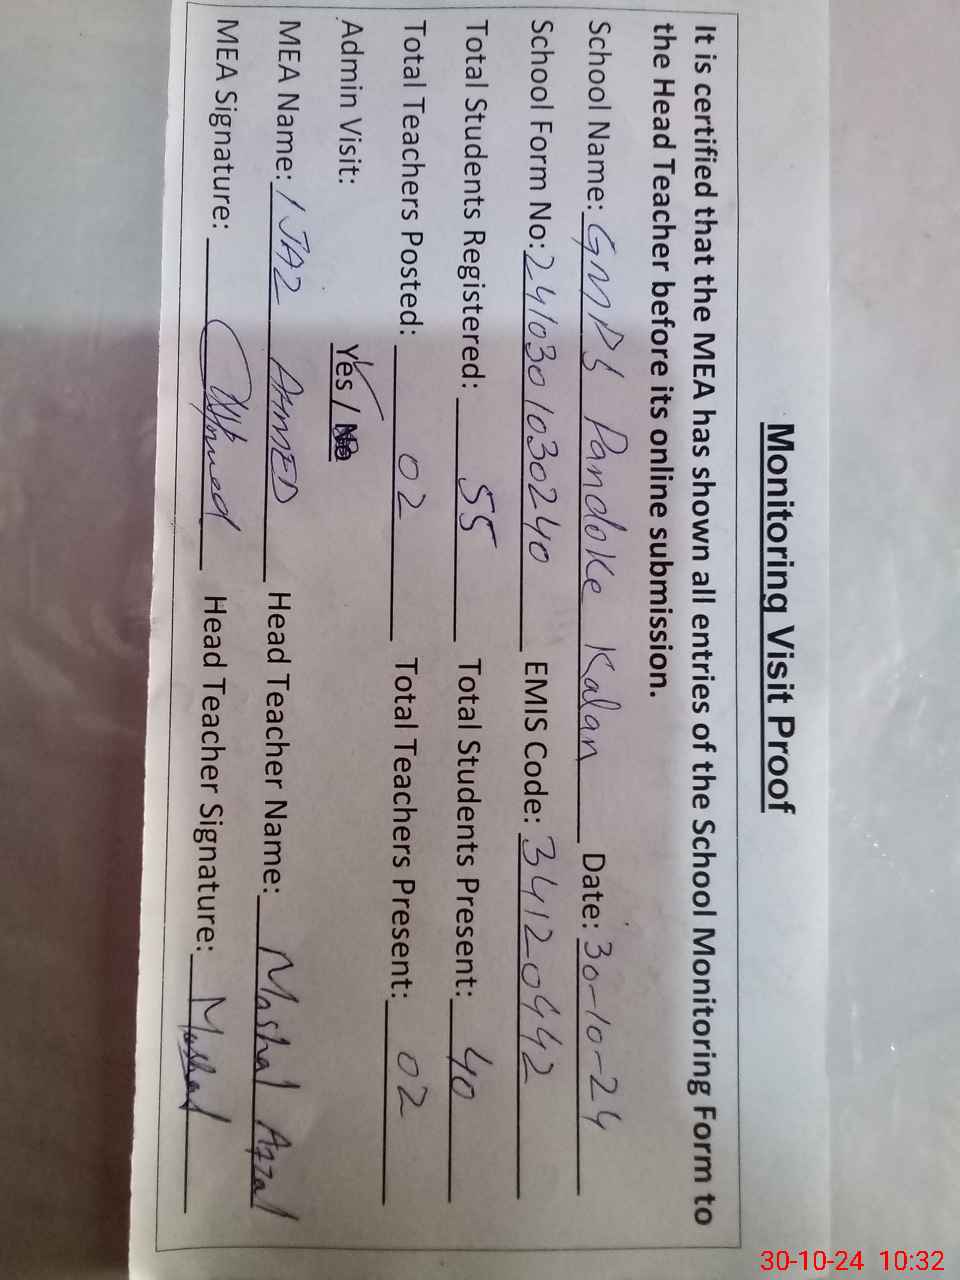 Monitoring Visit Proof
It is certified that the MEA has shown all entries of the School Monitoring Form to
the Head Teacher before its online submission.
School Name: GMPS Pandoke Kalan Date: 30-10-24
School Form No: 2410301030240 EMIS Code: 34120442
Total Students Registered: 55 Total Students Present: 40
Total Teachers Posted: 02 Total Teachers Present: 02
Admin Visit: Yes / No
MEA Name: IJAZ AHMED Head Teacher Name: Mashal Afzal
MEA Signature: Ahmed Head Teacher Signature: Mashal
30-10-24 10:32